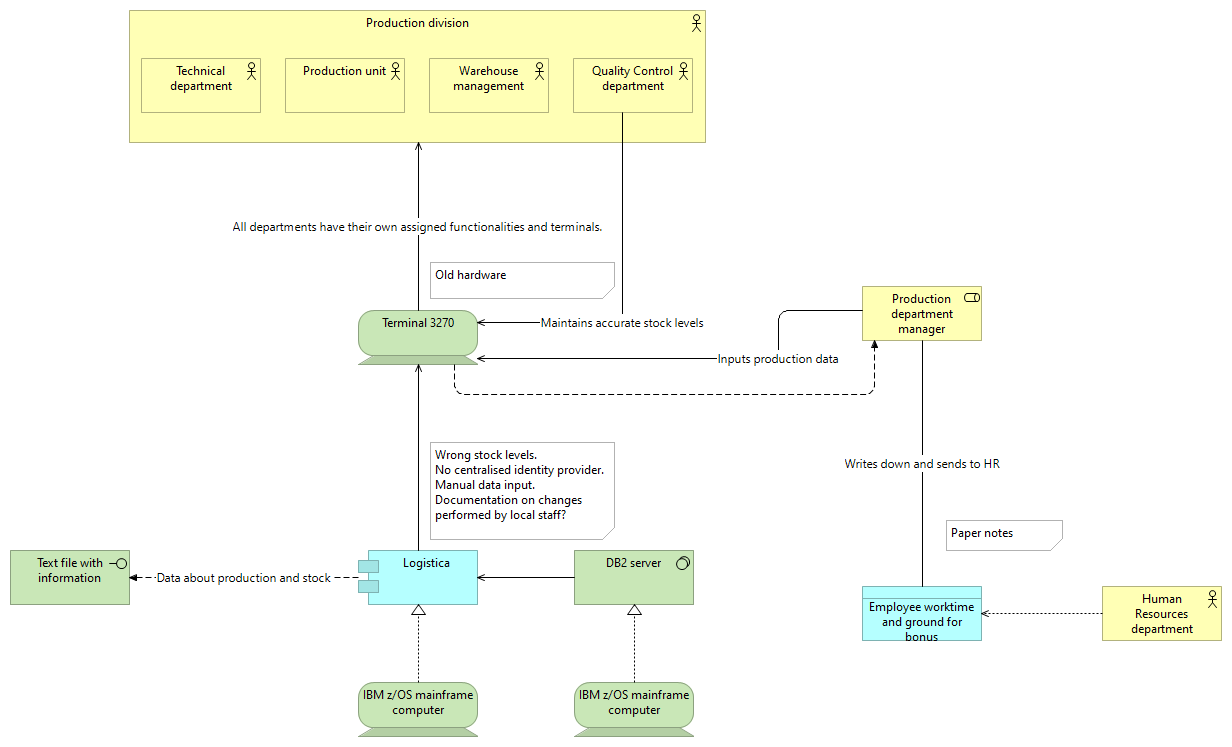 Production division
Technical
department
Production unit
Warehouse
management
Quality Control
department
All departments have their own assigned functionalities and terminals.
Old hardware
Terminal 3270
Maintains accurate stock levels
Production
department
manager
Inputs production data
Wrong stock levels.
No centralised identity provider.
Manual data input.
Documentation on changes
performed by local staff?
Writes down and sends to HR
Paper notes
Text file with
information
Data about production and stock
Logistica
DB2 server
Employee worktime
and ground for
bonus
Human
Resources
department
IBM z/OS mainframe
computer
IBM z/OS mainframe
computer